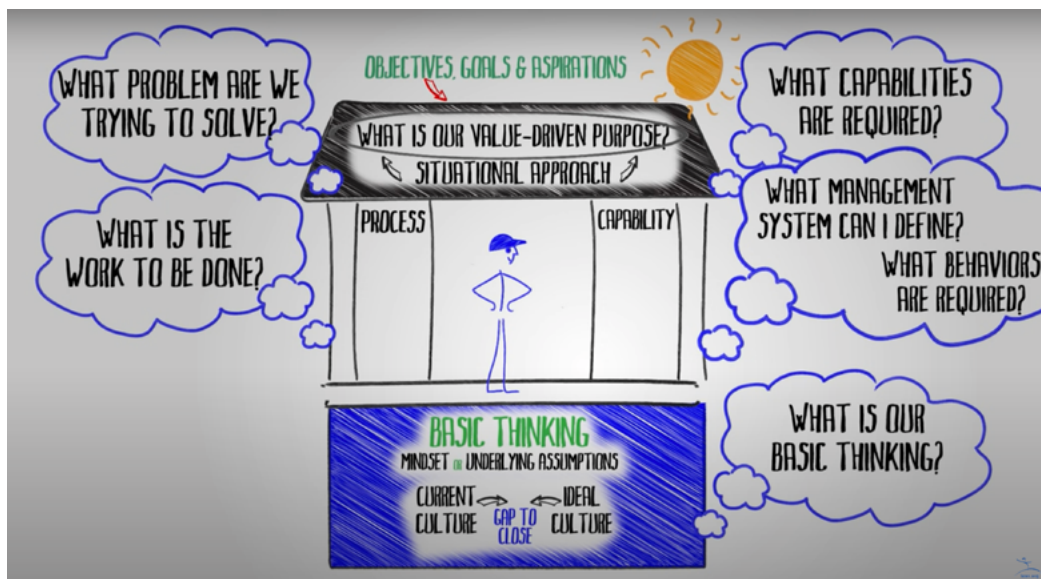 WHAT PROBLEM ARE WE
TRYING TO SOLVE?
OBJECTIVES, GOALS & ASPIRATIONS
WHAT IS OUR VALUE-DRIVEN PURPOSE?
SITUATIONAL APPROACH
WHAT CAPABILITIES
ARE REQUIRED?
WHAT IS THE
WORK TO BE DONE?
PROCESS
CAPABILITY
WHAT MANAGEMENT
SYSTEM CAN I DEFINE?
WHAT BEHAVIORS
ARE REQUIRED?
BASIC THINKING
MINDSET OR UNDERLYING ASSUMPTIONS
CURRENT
CULTURE
GAP TO
CLOSE
IDEAL
CULTURE
WHAT IS OUR
BASIC THINKING?